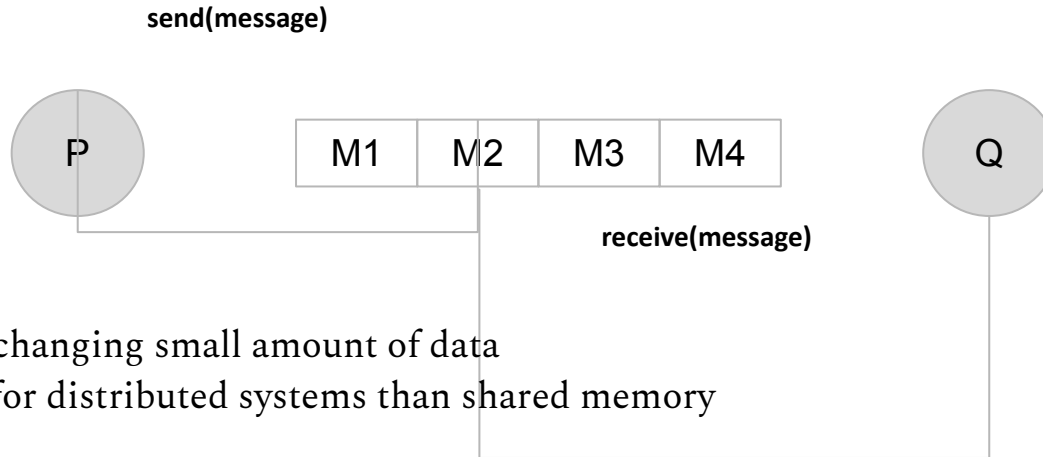 send(message)
P M1 M2 M3 M4 Q
receive(message)
changing small amount of data
for distributed systems than shared memory